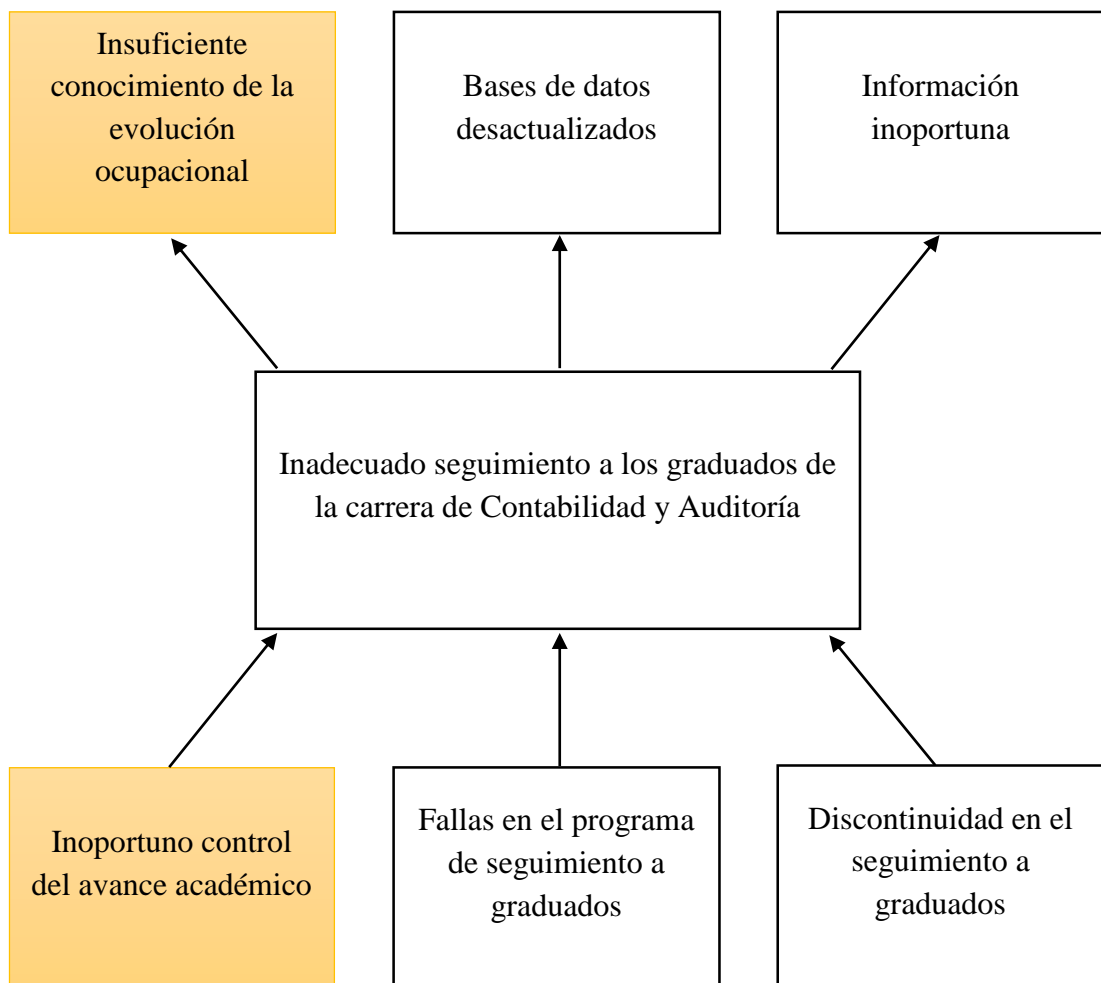 Insuficiente
conocimiento de la
evolución
ocupacional
Bases de datos
desactualizados
Información
inoportuna
Inadecuado seguimiento a los graduados de
la carrera de Contabilidad y Auditoría
Inoportuno control
del avance académico
Fallas en el programa
de seguimiento a
graduados
Discontinuidad en el
seguimiento a
graduados